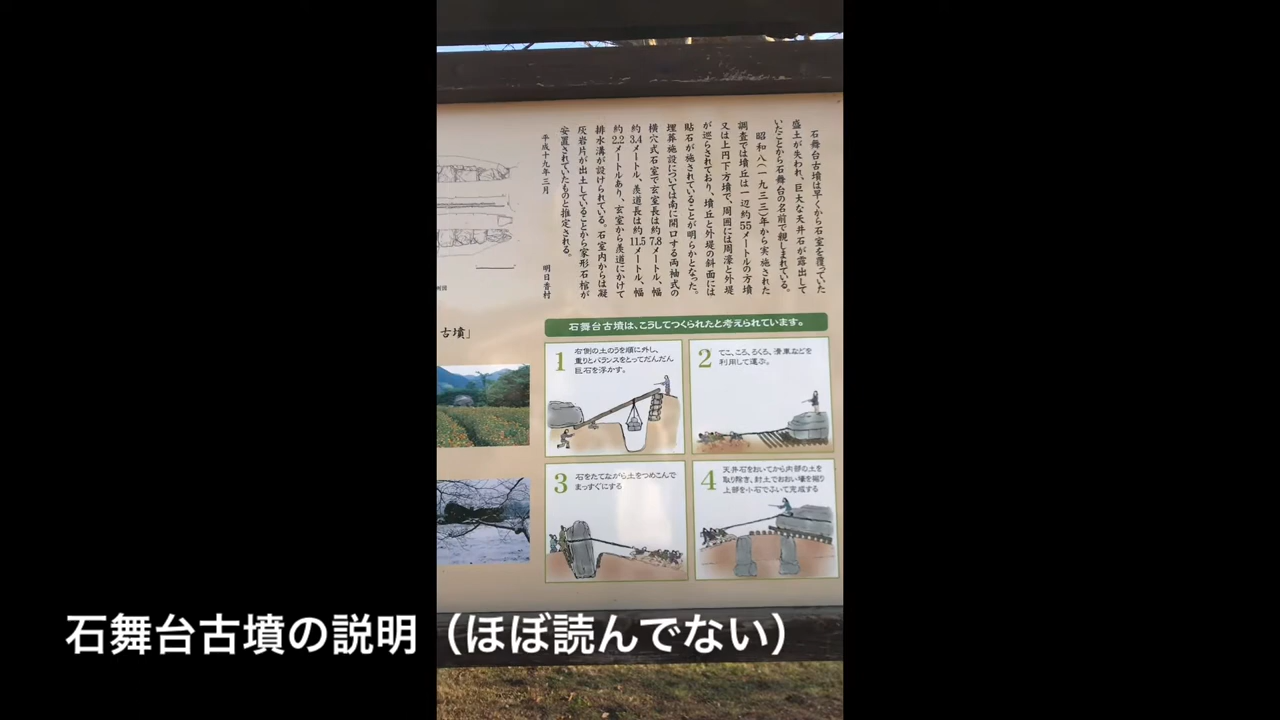 石舞台古墳は早くから石室を覆っていた
盛土が失われ、巨大な天井石が露出して
いたことから石舞台の名前で親しまれている。
昭和八（一九三三）年から実施された
調査では墳丘は一辺約55メートルの方墳
又は上円下方墳で、周囲には周濠と外堤
が巡らされており、墳丘と外堤の斜面には
貼石が施されていることが明らかとなった。
埋葬施設については南に開口する両袖式の
横穴式石室で玄室長は約7.8メートル、幅
約3.4メートル、羨道長は約11.5メートル、幅
約2.2メートルあり、玄室から羨道にかけて
排水溝が設けられている。石室内からは凝
灰岩片が出土していることから家形石棺が
安置されていたものと推定される。
平成十九年三月
明日香村
古墳」
石舞台古墳は、こうしてつくられたと考えられています。
1
右側の土のうを順に外し、
重りとバランスをとってだんだん
巨石を浮かす。
2
てこ、ころ、ろくろ、滑車などを
利用して運ぶ。
3
石をたてながら土をつめこんで
まっすぐにする
4
天井石をおいてから内部の土を
取り除き、封土でおおい壕を掘り
上部を小石でふいて完成する
石舞台古墳の説明（ほぼ読んでない）